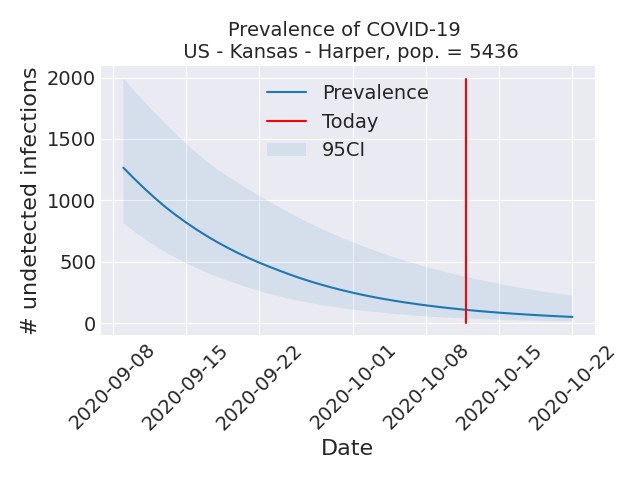 Prevalence of COVID-19
US - Kansas - Harper, pop. = 5436
# undetected infections
2000
1500
1000
500
0
Prevalence
Today
95CI
2020-09-08
2020-09-15
2020-09-22
2020-10-01
2020-10-08
2020-10-15
2020-10-22
Date